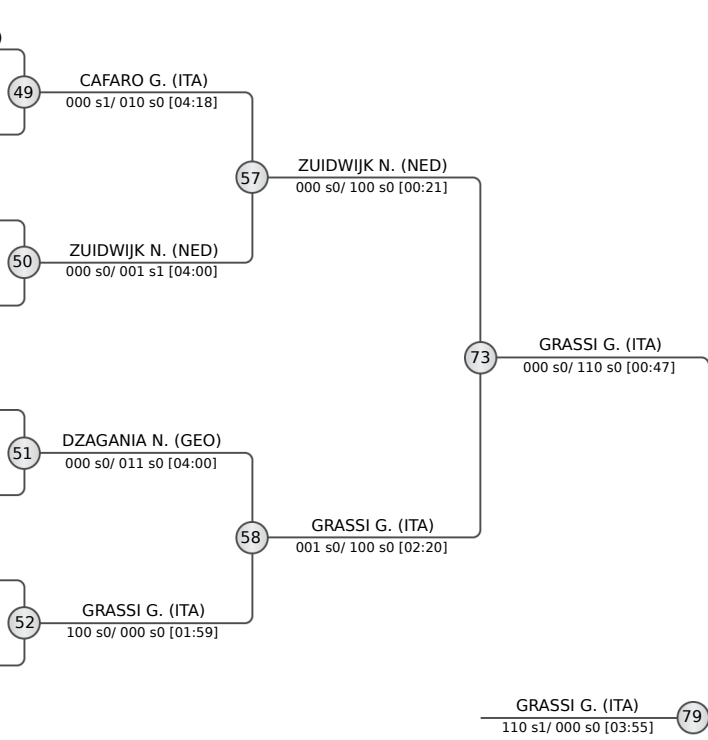 )
49
CAFARO G. (ITA)
000 s1/ 010 s0 [04:18]
57
ZUIDWIJK N. (NED)
000 s0/ 100 s0 [00:21]
50
ZUIDWIJK N. (NED)
000 s0/ 001 s1 [04:00]
73
GRASSI G. (ITA)
000 s0/ 110 s0 [00:47]
51
DZAGANIA N. (GEO)
000 s0/ 011 s0 [04:00]
58
GRASSI G. (ITA)
001 s0/ 100 s0 [02:20]
52
GRASSI G. (ITA)
100 s0/ 000 s0 [01:59]
GRASSI G. (ITA)
110 s1/ 000 s0 [03:55]
79